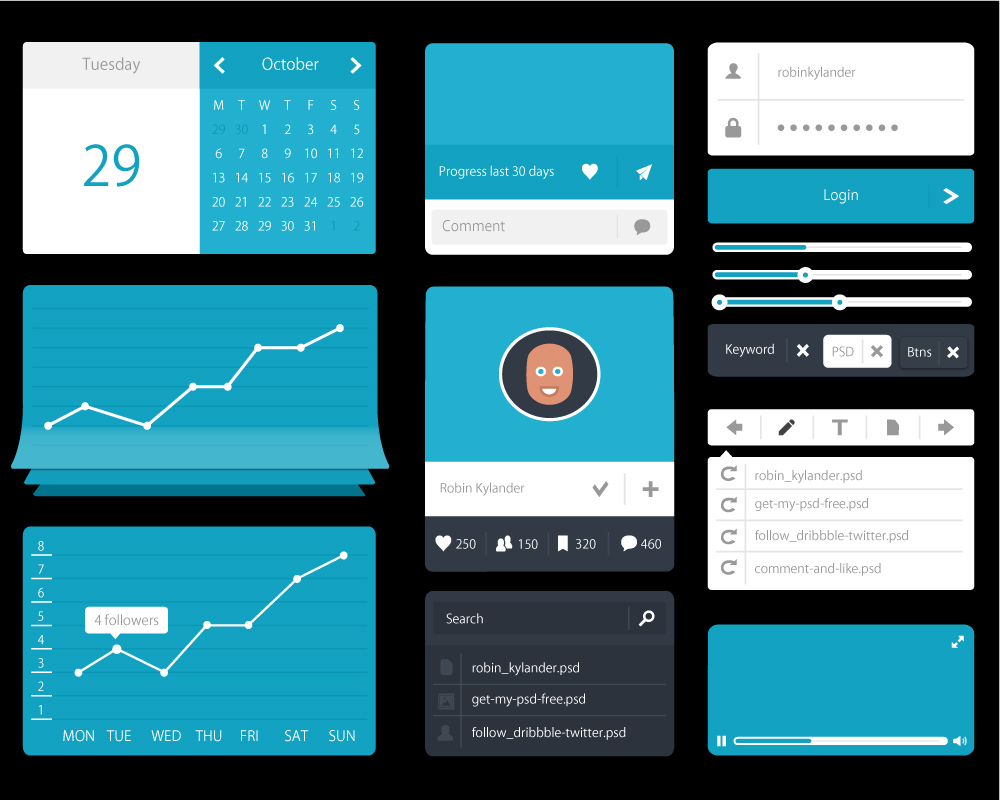 Tuesday
October
M T W T F S S
29 30 1 2 3 4 5
6 7 8 9 10 11 12
13 14 15 16 17 18 19
20 21 22 23 24 25 26
27 28 29 30 31 1 2
29
8
7
6
5
4
3
2
1
4 followers
MON TUE WED THU FRI SAT SUN
Progress last 30 days
Comment
Robin Kylander
250 150 320 460
Search
robin_kylander.psd
get-my-psd-free.psd
follow_dribbble-twitter.psd
robinkylander
Login
Keyword PSD Btns
T
robin_kylander.psd
get-my-psd-free.psd
follow_dribbble-twitter.psd
comment-and-like.psd